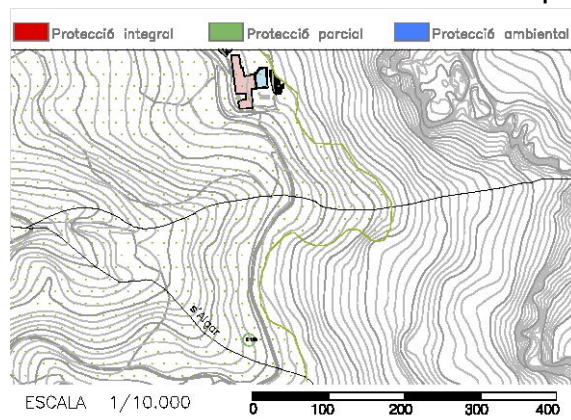 Protecció integral Protecció parcial Protecció ambiental
s'Algar
ESCALA 1/10.000
0 100 200 300 400